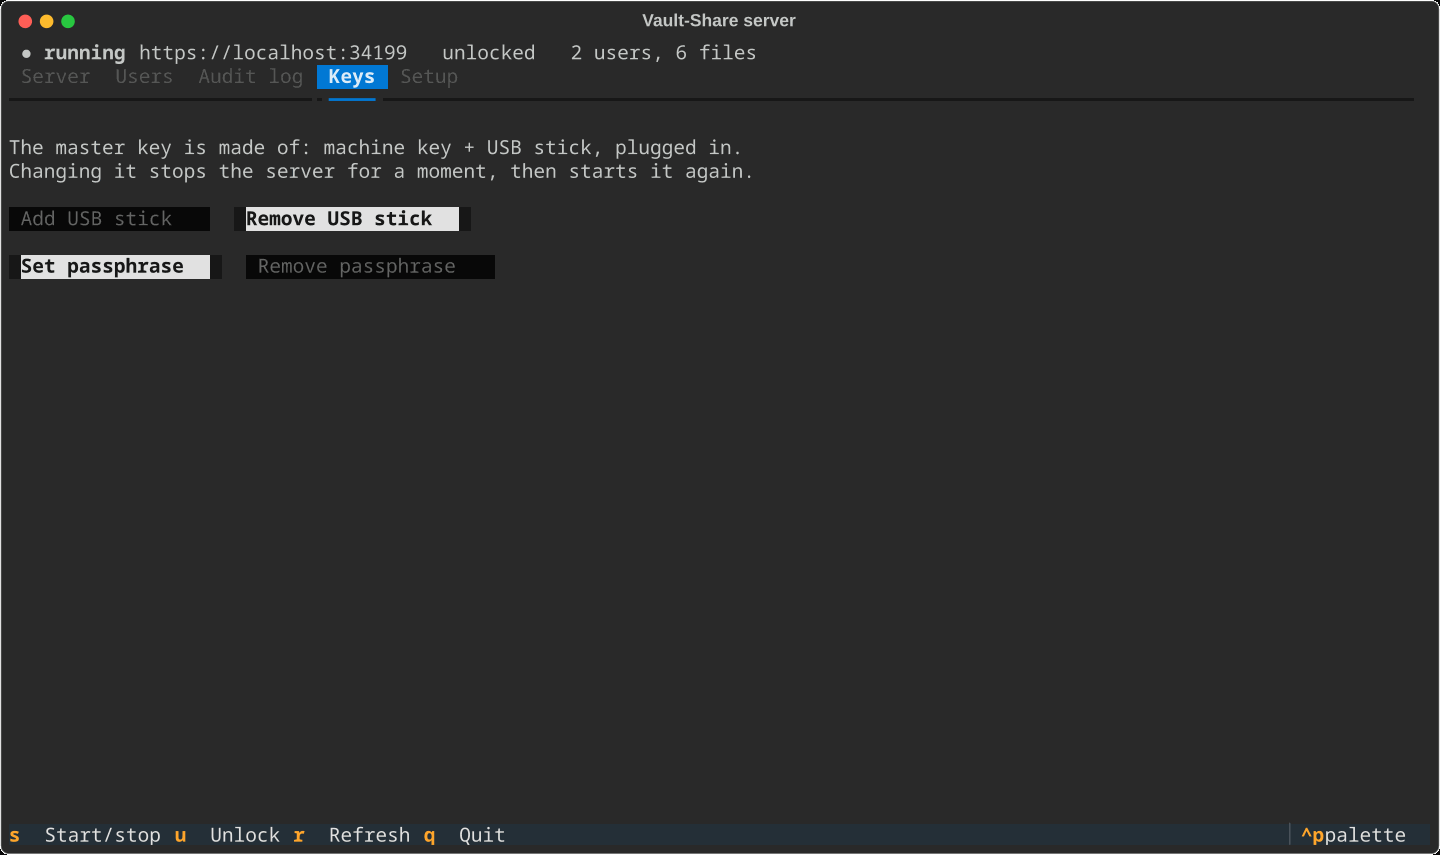 Vault-Share server
● running https://localhost:34199 unlocked 2 users, 6 files
Server Users Audit log Keys Setup
The master key is made of: machine key + USB stick, plugged in.
Changing it stops the server for a moment, then starts it again.
Add USB stick Remove USB stick
Set passphrase Remove passphrase
s Start/stop u Unlock r Refresh q Quit ^p palette